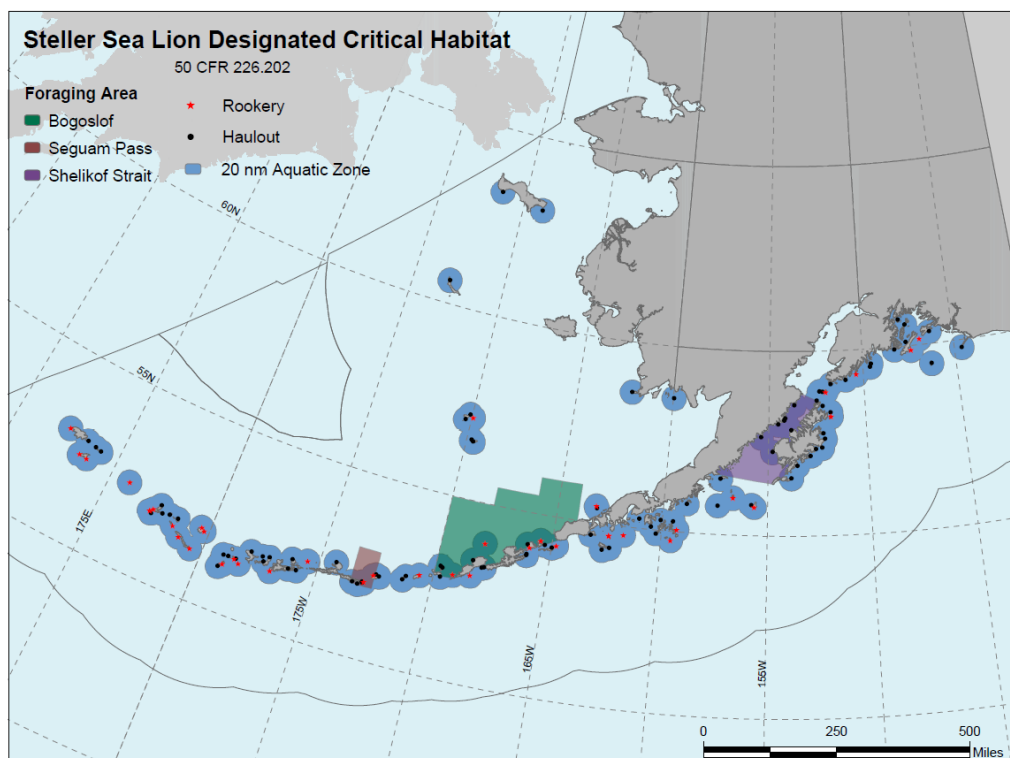 Steller Sea Lion Designated Critical Habitat
50 CFR 226.202
Foraging Area
Bogoslof
Seguam Pass
Shelikof Strait
Rookery
Haulout
20 nm Aquatic Zone
60N
55N
175E
175W
165W
155W
0
250
500
Miles